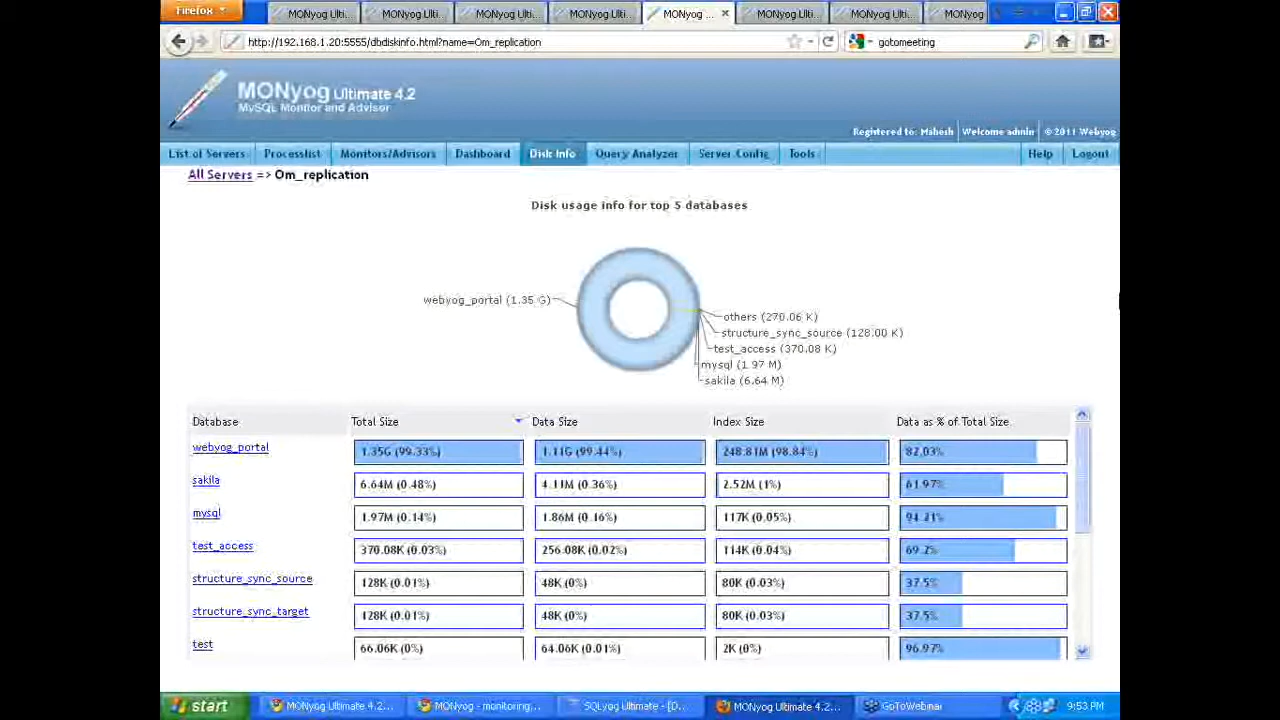 Firefox
MONyog Ulti...
MONyog Ulti...
MONyog Ulti...
MONyog Ulti...
MONyog ...
MONyog Ulti
MONyog Ulti...
MONyog
http://192.168.1.20:5555/dbdiskinfo.html?name=Om_replication
gotomeeting
MONyog Ultimate 4.2
MySQL Monitor and Advisor
Registered to: Mahesh | Welcome admin | © 2011 Webyog
List of Servers
Processlist
Monitors/Advisors
Dashboard
Disk Info
Query Analyzer
Server Config
Tools
Help
Logout
All Servers => Om_replication
Disk usage info for top 5 databases
webyog_portal (1.35 G)
others (270.06 K)
structure_sync_source (128.00 K)
test_access (370.08 K)
mysql (1.97 M)
sakila (6.64 M)
Database Total Size Data Size Index Size Data as % of Total Size
webyog_portal 1.35G (99.33%) 1.11G (99.44%) 248.81M (98.84%) 82.03%
sakila 6.64M (0.48%) 4.11M (0.36%) 2.52M (1%) 61.97%
mysql 1.97M (0.14%) 1.86M (0.16%) 117K (0.05%) 94.21%
test_access 370.08K (0.03%) 256.08K (0.02%) 114K (0.04%) 69.2%
structure_sync_source 128K (0.01%) 48K (0%) 80K (0.03%) 37.5%
structure_sync_target 128K (0.01%) 48K (0%) 80K (0.03%) 37.5%
test 66.06K (0%) 64.06K (0.01%) 2K (0%) 96.97%
start
MONyog Ultimate 4.2...
MONyog - monitoring...
SQLyog Ultimate - [D...
MONyog Ultimate 4.2...
GoToWebinar
9:53 PM